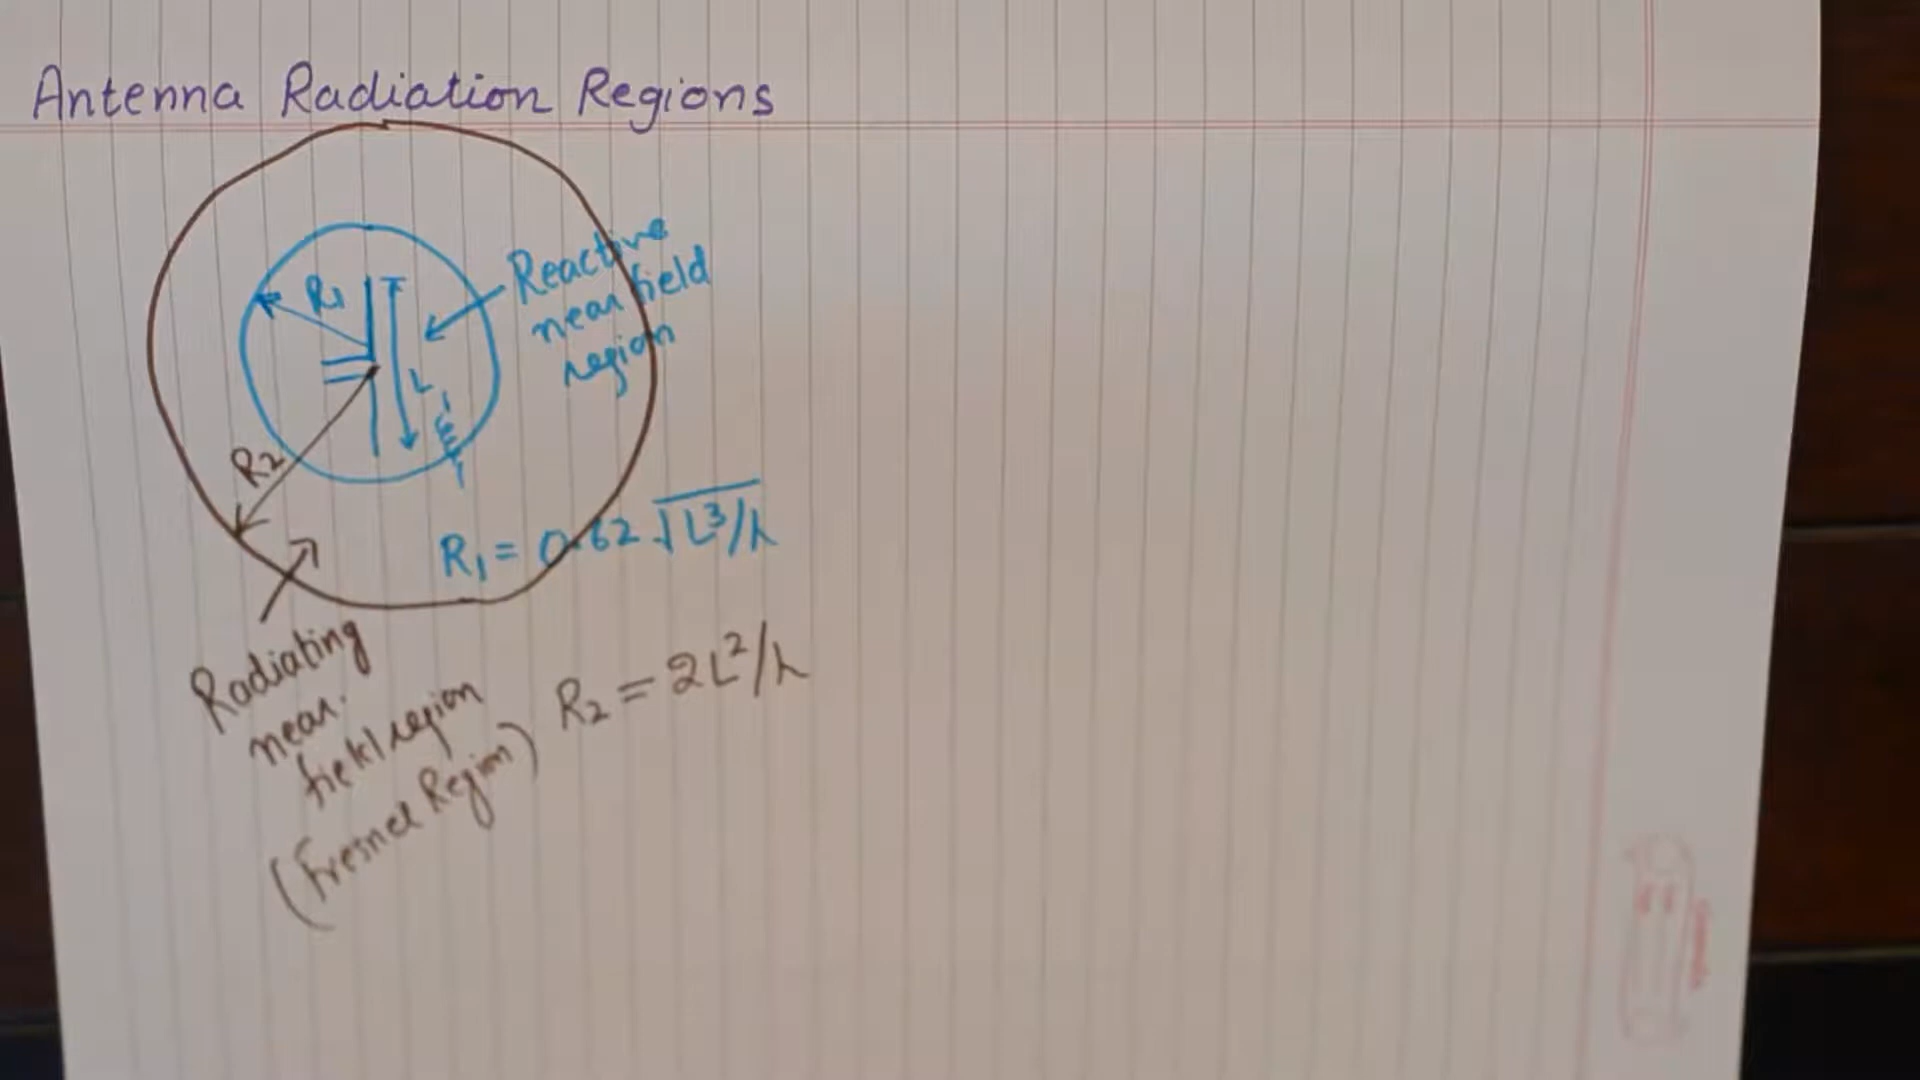 Antenna Radiation Regions
R1
L
Reactive
near field
region
R2
R1 = 0.62 √L³/λ
Radiating
near
field region
(Fresnel Region)
R2 = 2L²/λ